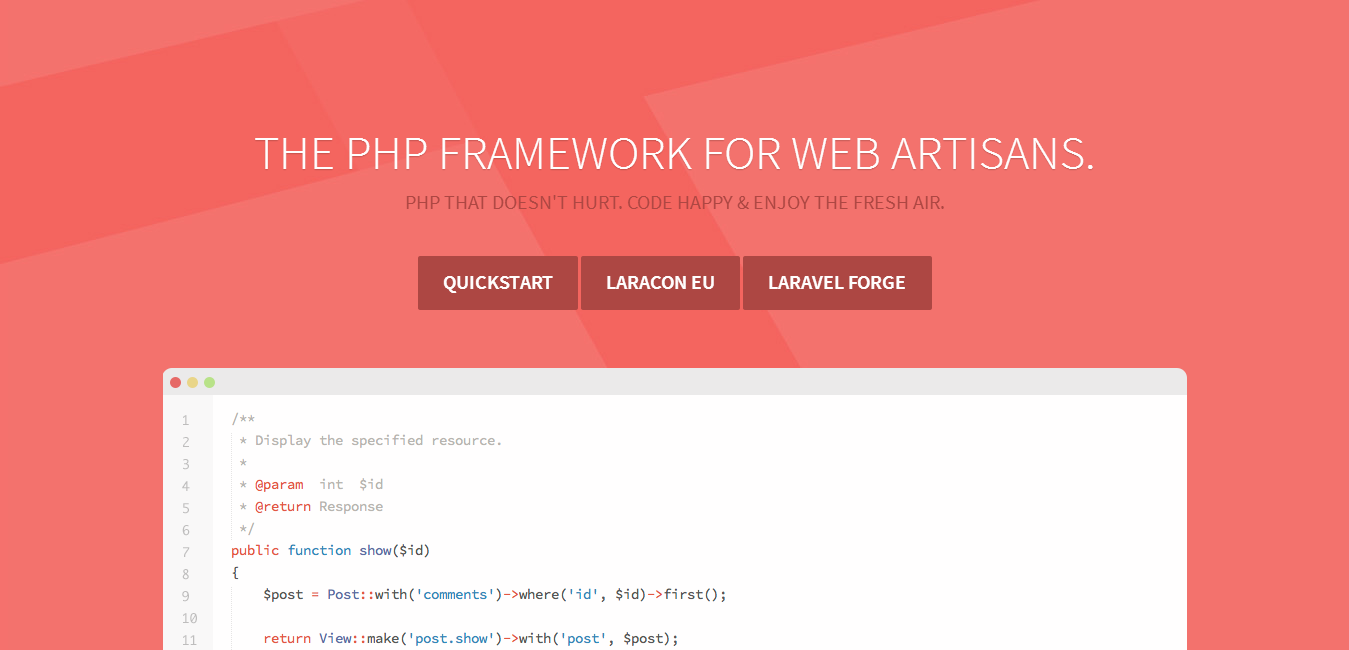 THE PHP FRAMEWORK FOR WEB ARTISANS.
PHP THAT DOESN'T HURT. CODE HAPPY & ENJOY THE FRESH AIR.
QUICKSTART LARACON EU LARAVEL FORGE
1 /**
2  * Display the specified resource.
3  *
4  * @param  int  $id
5  * @return Response
6  */
7 public function show($id)
8 {
9     $post = Post::with('comments')->where('id', $id)->first();
10
11     return View::make('post.show')->with('post', $post);